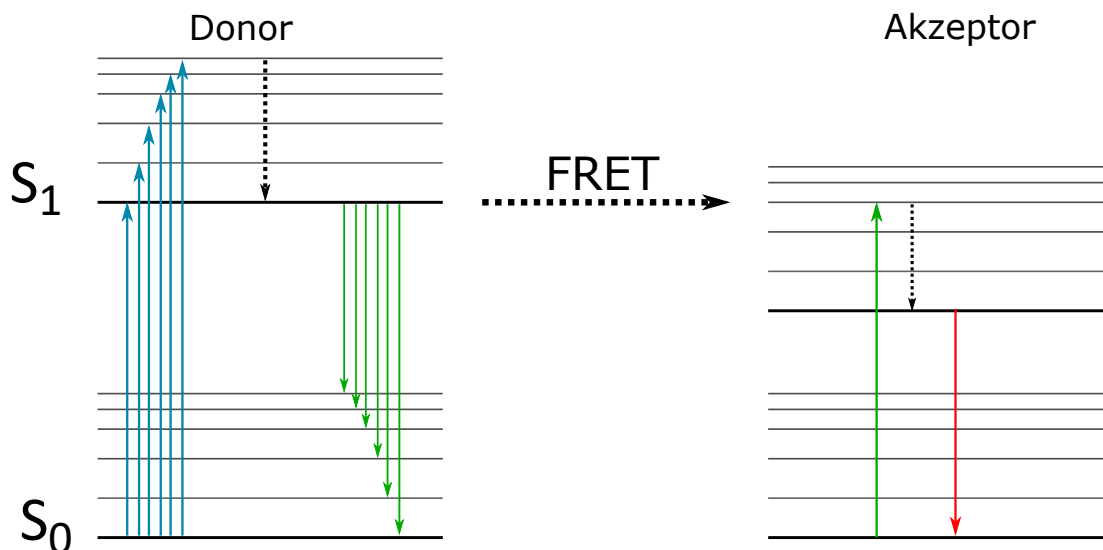 Donor
Akzeptor
FRET
S₁
S₀